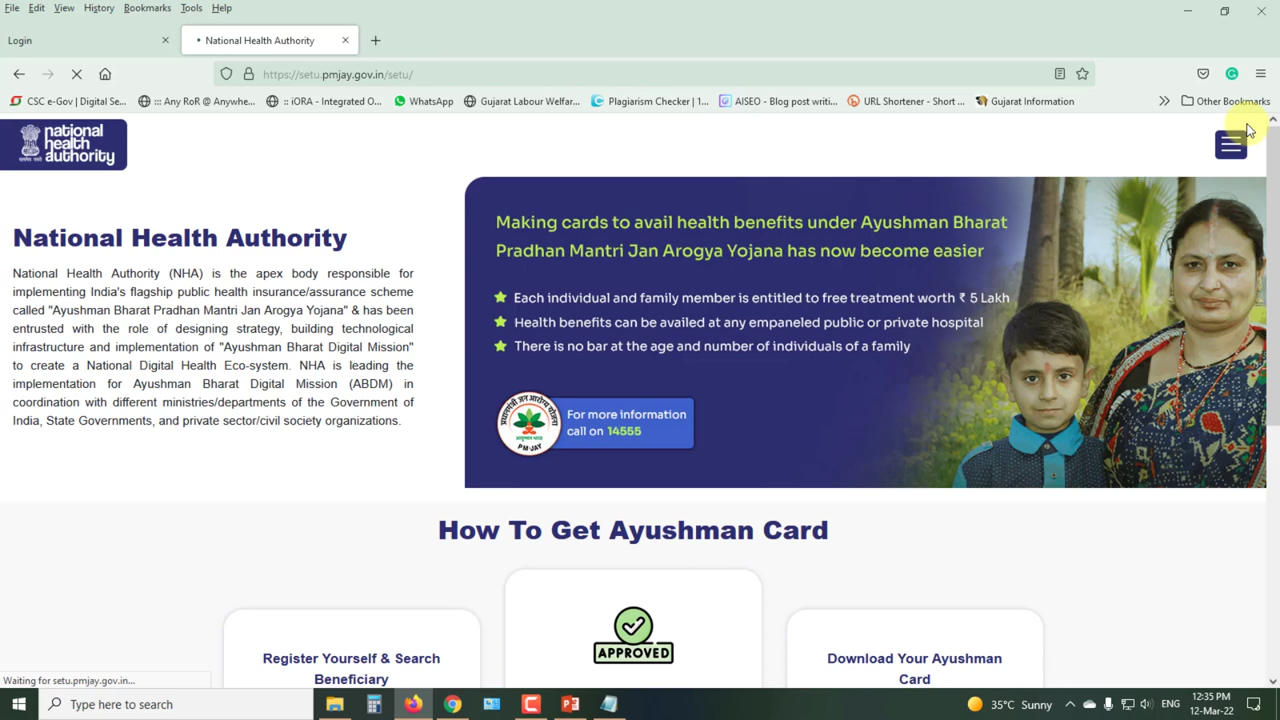 File Edit View History Bookmarks Tools Help
Login
National Health Authority
https://setu.pmjay.gov.in/setu/
CSC e-Gov | Digital Se...
::: Any RoR @ Anywhe...
:: iORA - Integrated O...
WhatsApp
Gujarat Labour Welfar...
Plagiarism Checker | 1...
AISEO - Blog post writi...
URL Shortener - Short ...
Gujarat Information
Other Bookmarks
national
health
authority
National Health Authority
National Health Authority (NHA) is the apex body responsible for
implementing India's flagship public health insurance/assurance scheme
called "Ayushman Bharat Pradhan Mantri Jan Arogya Yojana" & has been
entrusted with the role of designing strategy, building technological
infrastructure and implementation of "Ayushman Bharat Digital Mission"
to create a National Digital Health Eco-system. NHA is leading the
implementation for Ayushman Bharat Digital Mission (ABDM) in
coordination with different ministries/departments of the Government of
India, State Governments, and private sector/civil society organizations.
Making cards to avail health benefits under Ayushman Bharat
Pradhan Mantri Jan Arogya Yojana has now become easier
Each individual and family member is entitled to free treatment worth ₹ 5 Lakh
Health benefits can be availed at any empaneled public or private hospital
There is no bar at the age and number of individuals of a family
PM-JAY
For more information
call on 14555
How To Get Ayushman Card
Register Yourself & Search
Beneficiary
APPROVED
Download Your Ayushman
Card
Waiting for setu.pmjay.gov.in...
Type here to search
35°C Sunny
ENG
12:35 PM
12-Mar-22